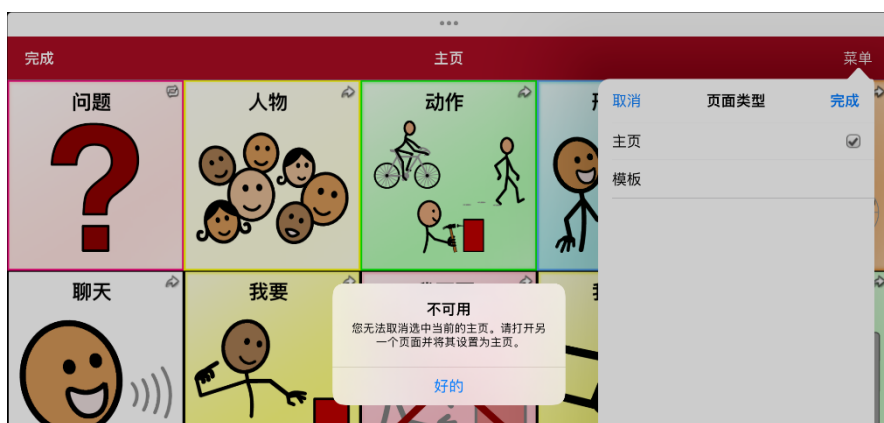 完成
主页
菜单
问题
人物
动作
取消
页面类型
完成
主页
模板
聊天
我要
不可用
您无法取消选中当前的主页。请打开另
一个页面并将其设置为主页。
好的